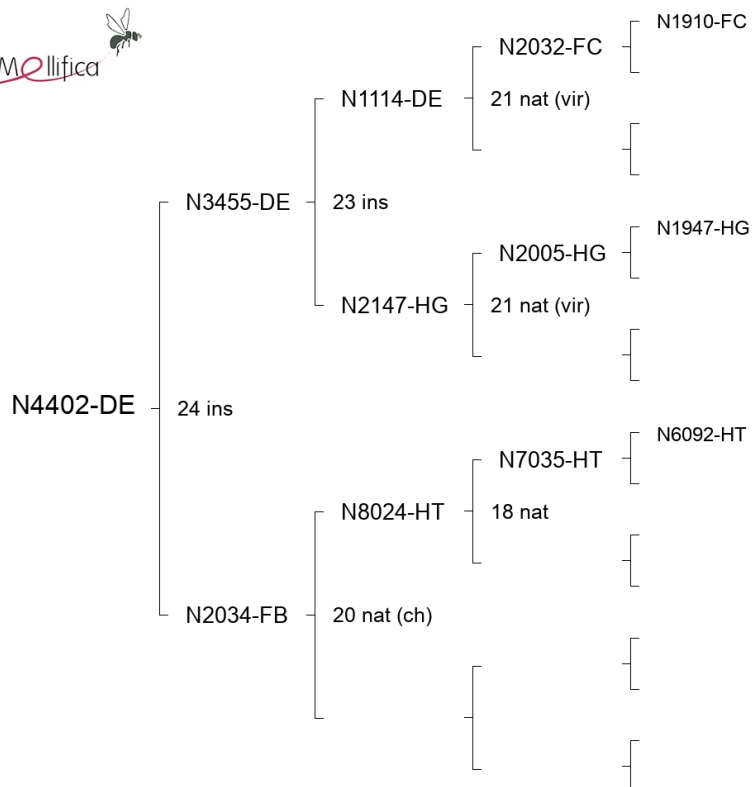 Mellifica
N1910-FC
N2032-FC
N1114-DE
21 nat (vir)
N3455-DE
23 ins
N1947-HG
N2005-HG
N2147-HG
21 nat (vir)
N4402-DE
24 ins
N6092-HT
N7035-HT
N8024-HT
18 nat
N2034-FB
20 nat (ch)